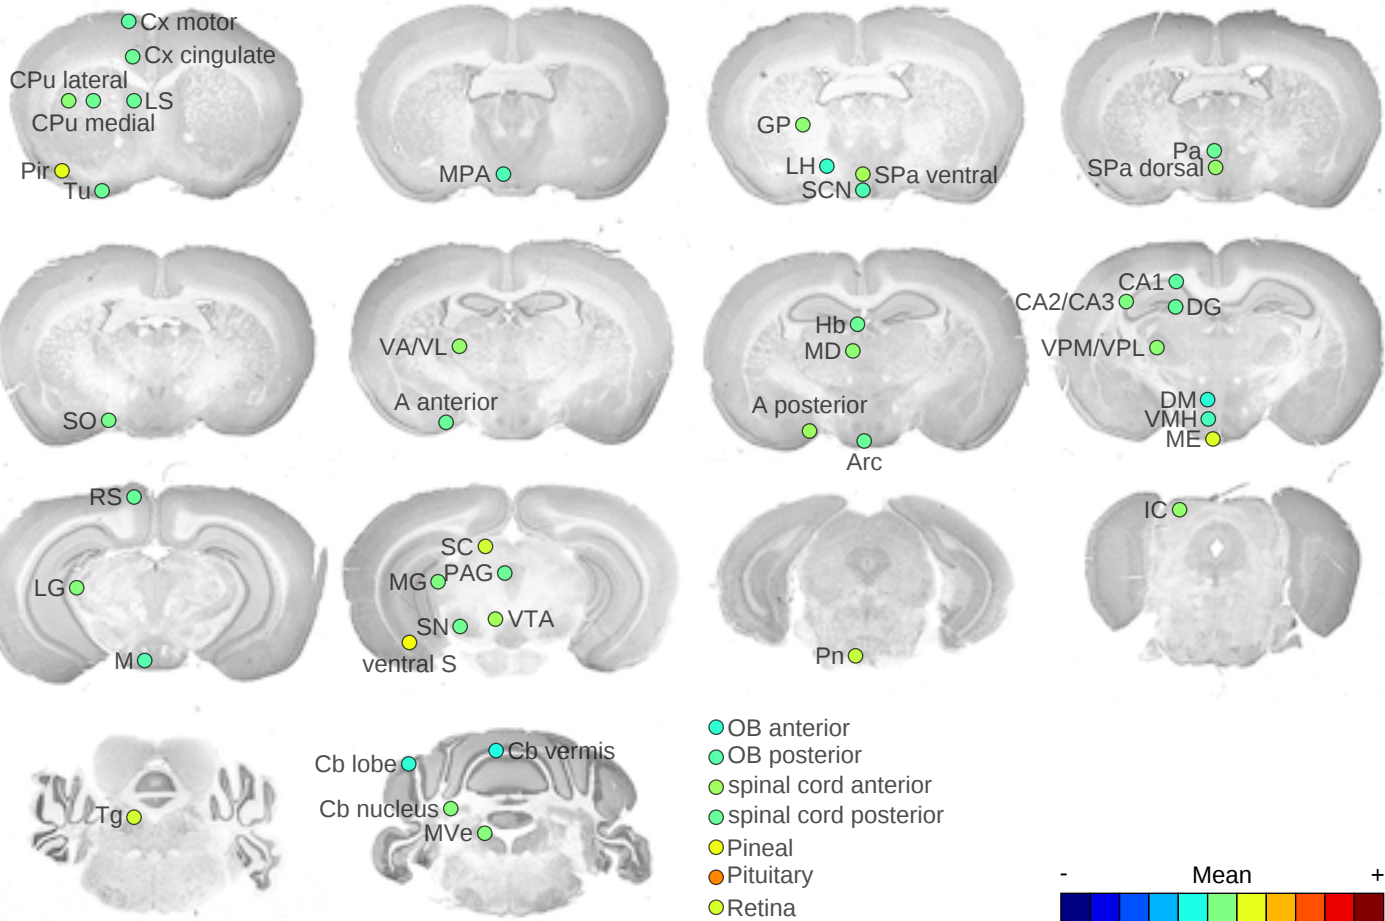 Cx motor
Cx cingulate
CPu lateral
LS
CPu medial
Pir
Tu
MPA
GP
LH
SPa ventral
SCN
Pa
SPa dorsal
SO
VA/VL
A anterior
Hb
MD
A posterior
Arc
CA1
CA2/CA3
DG
VPM/VPL
DM
VMH
ME
RS
LG
M
SC
MG
PAG
SN
VTA
ventral S
Pn
IC
Tg
Cb lobe
Cb vermis
Cb nucleus
MVe
OB anterior
OB posterior
spinal cord anterior
spinal cord posterior
Pineal
Pituitary
Retina
- Mean +